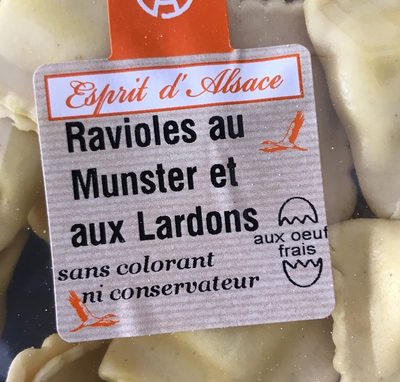 Esprit d'Alsace
Ravioles au
Munster et
aux Lardons
aux oeuf
frais
sans colorant
ni conservateur